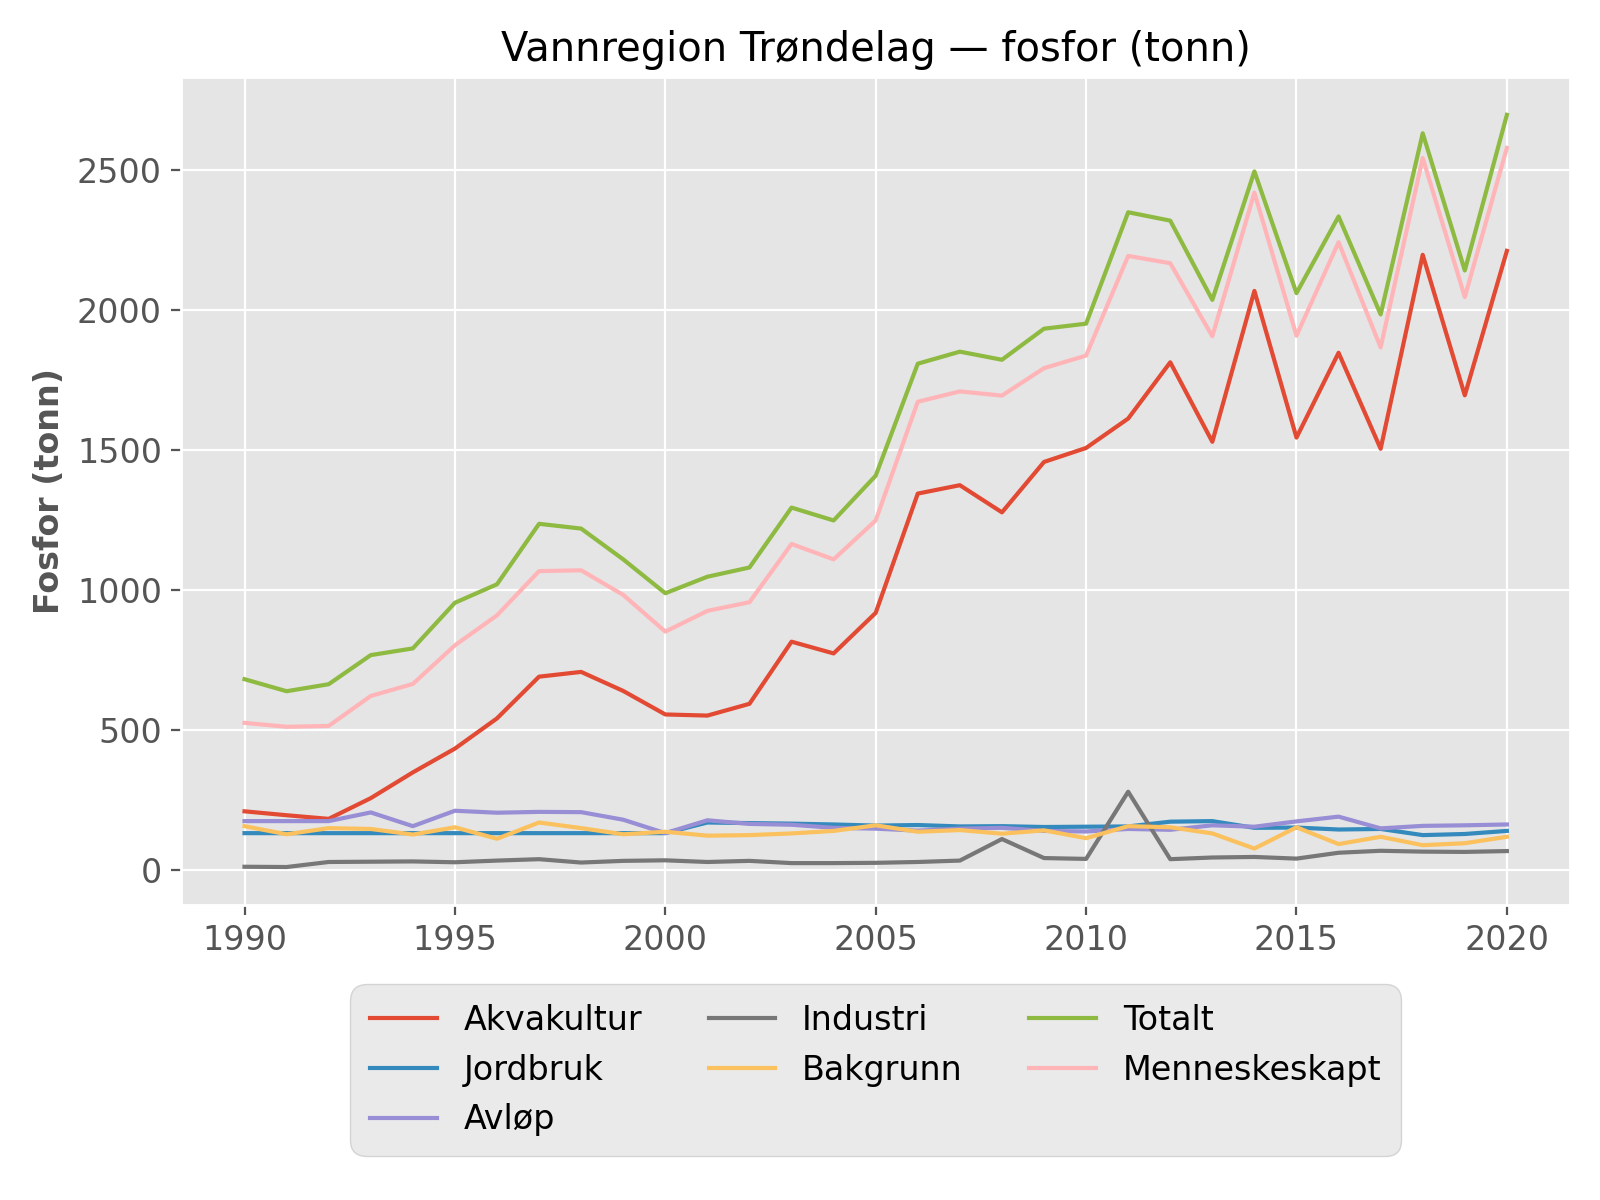 Vannregion Trøndelag — fosfor (tonn)
Fosfor (tonn)
2500
2000
1500
1000
500
0
1990 1995 2000 2005 2010 2015 2020
Akvakultur Industri Totalt
Jordbruk Bakgrunn Menneskeskapt
Avløp